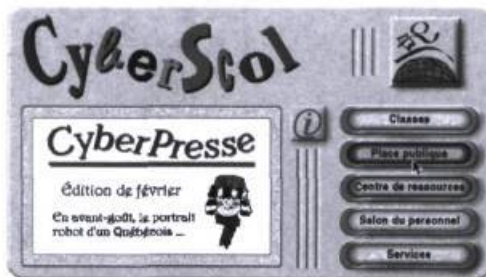 CyberScol
CyberPresse
Édition de février
En avant-goût, le portrait
robot d'un Québécois ...
i
Classes
Place publique
Centre de ressources
Salon du personnel
Services